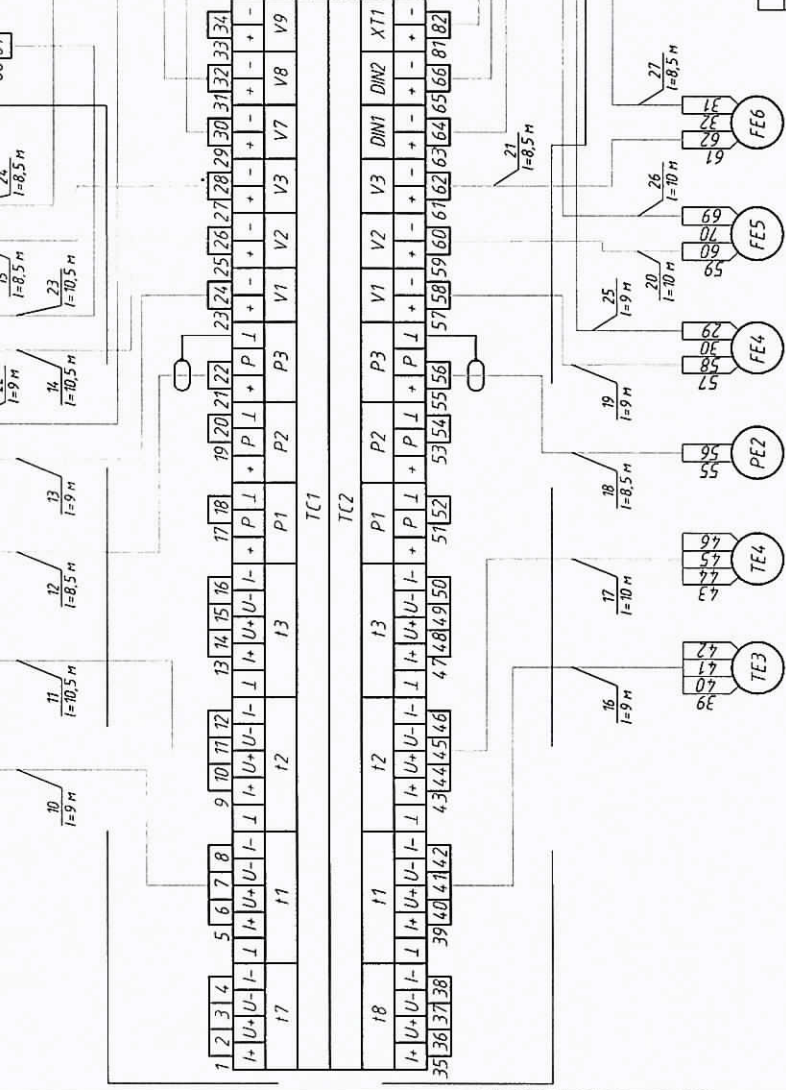 1 2 3 4 5 6 7 8 9 10 11 12 13 14 15 16 17 18 19 20 21 22 23 24 25 26 27 28 29 30 31 32 33 34
I+ U+ U- I- ⊥ I+ U+ U- I- ⊥ I+ U+ U- I- ⊥ I+ U+ U- I- + P ⊥ + P ⊥ + P ⊥ + - + - + - + - + - + -
t7 t1 t2 t3 P1 P2 P3 V1 V2 V3 V7 V8 V9
TC1
TC2
t8 t1 t2 t3 P1 P2 P3 V1 V2 V3 DIN1 DIN2 XT1
I+ U+ U- I- ⊥ I+ U+ U- I- ⊥ I+ U+ U- I- ⊥ I+ U+ U- I- + P ⊥ + P ⊥ + P ⊥ + - + - + - + - + - + -
35 36 37 38 39 40 41 42 43 44 45 46 47 48 49 50 51 52 53 54 55 56 57 58 59 60 61 62 63 64 65 66 81 82
10
l=9 м
11
l=10,5 м
12
l=8,5 м
13
l=9 м
14
l=10,5 м
l=9 м
23
l=10,5 м
l=8,5 м
24
l=8,5 м
16
l=9 м
17
l=10 м
18
l=8,5 м
19
l=9 м
25
l=9 м
20
l=10 м
26
l=10 м
21
l=8,5 м
27
l=8,5 м
39 40 41 42
TE3
43 44 45 46
TE4
55 56
PE2
57 58 30 29
FE4
59 60 70 69
FE5
61 62 32 31
FE6